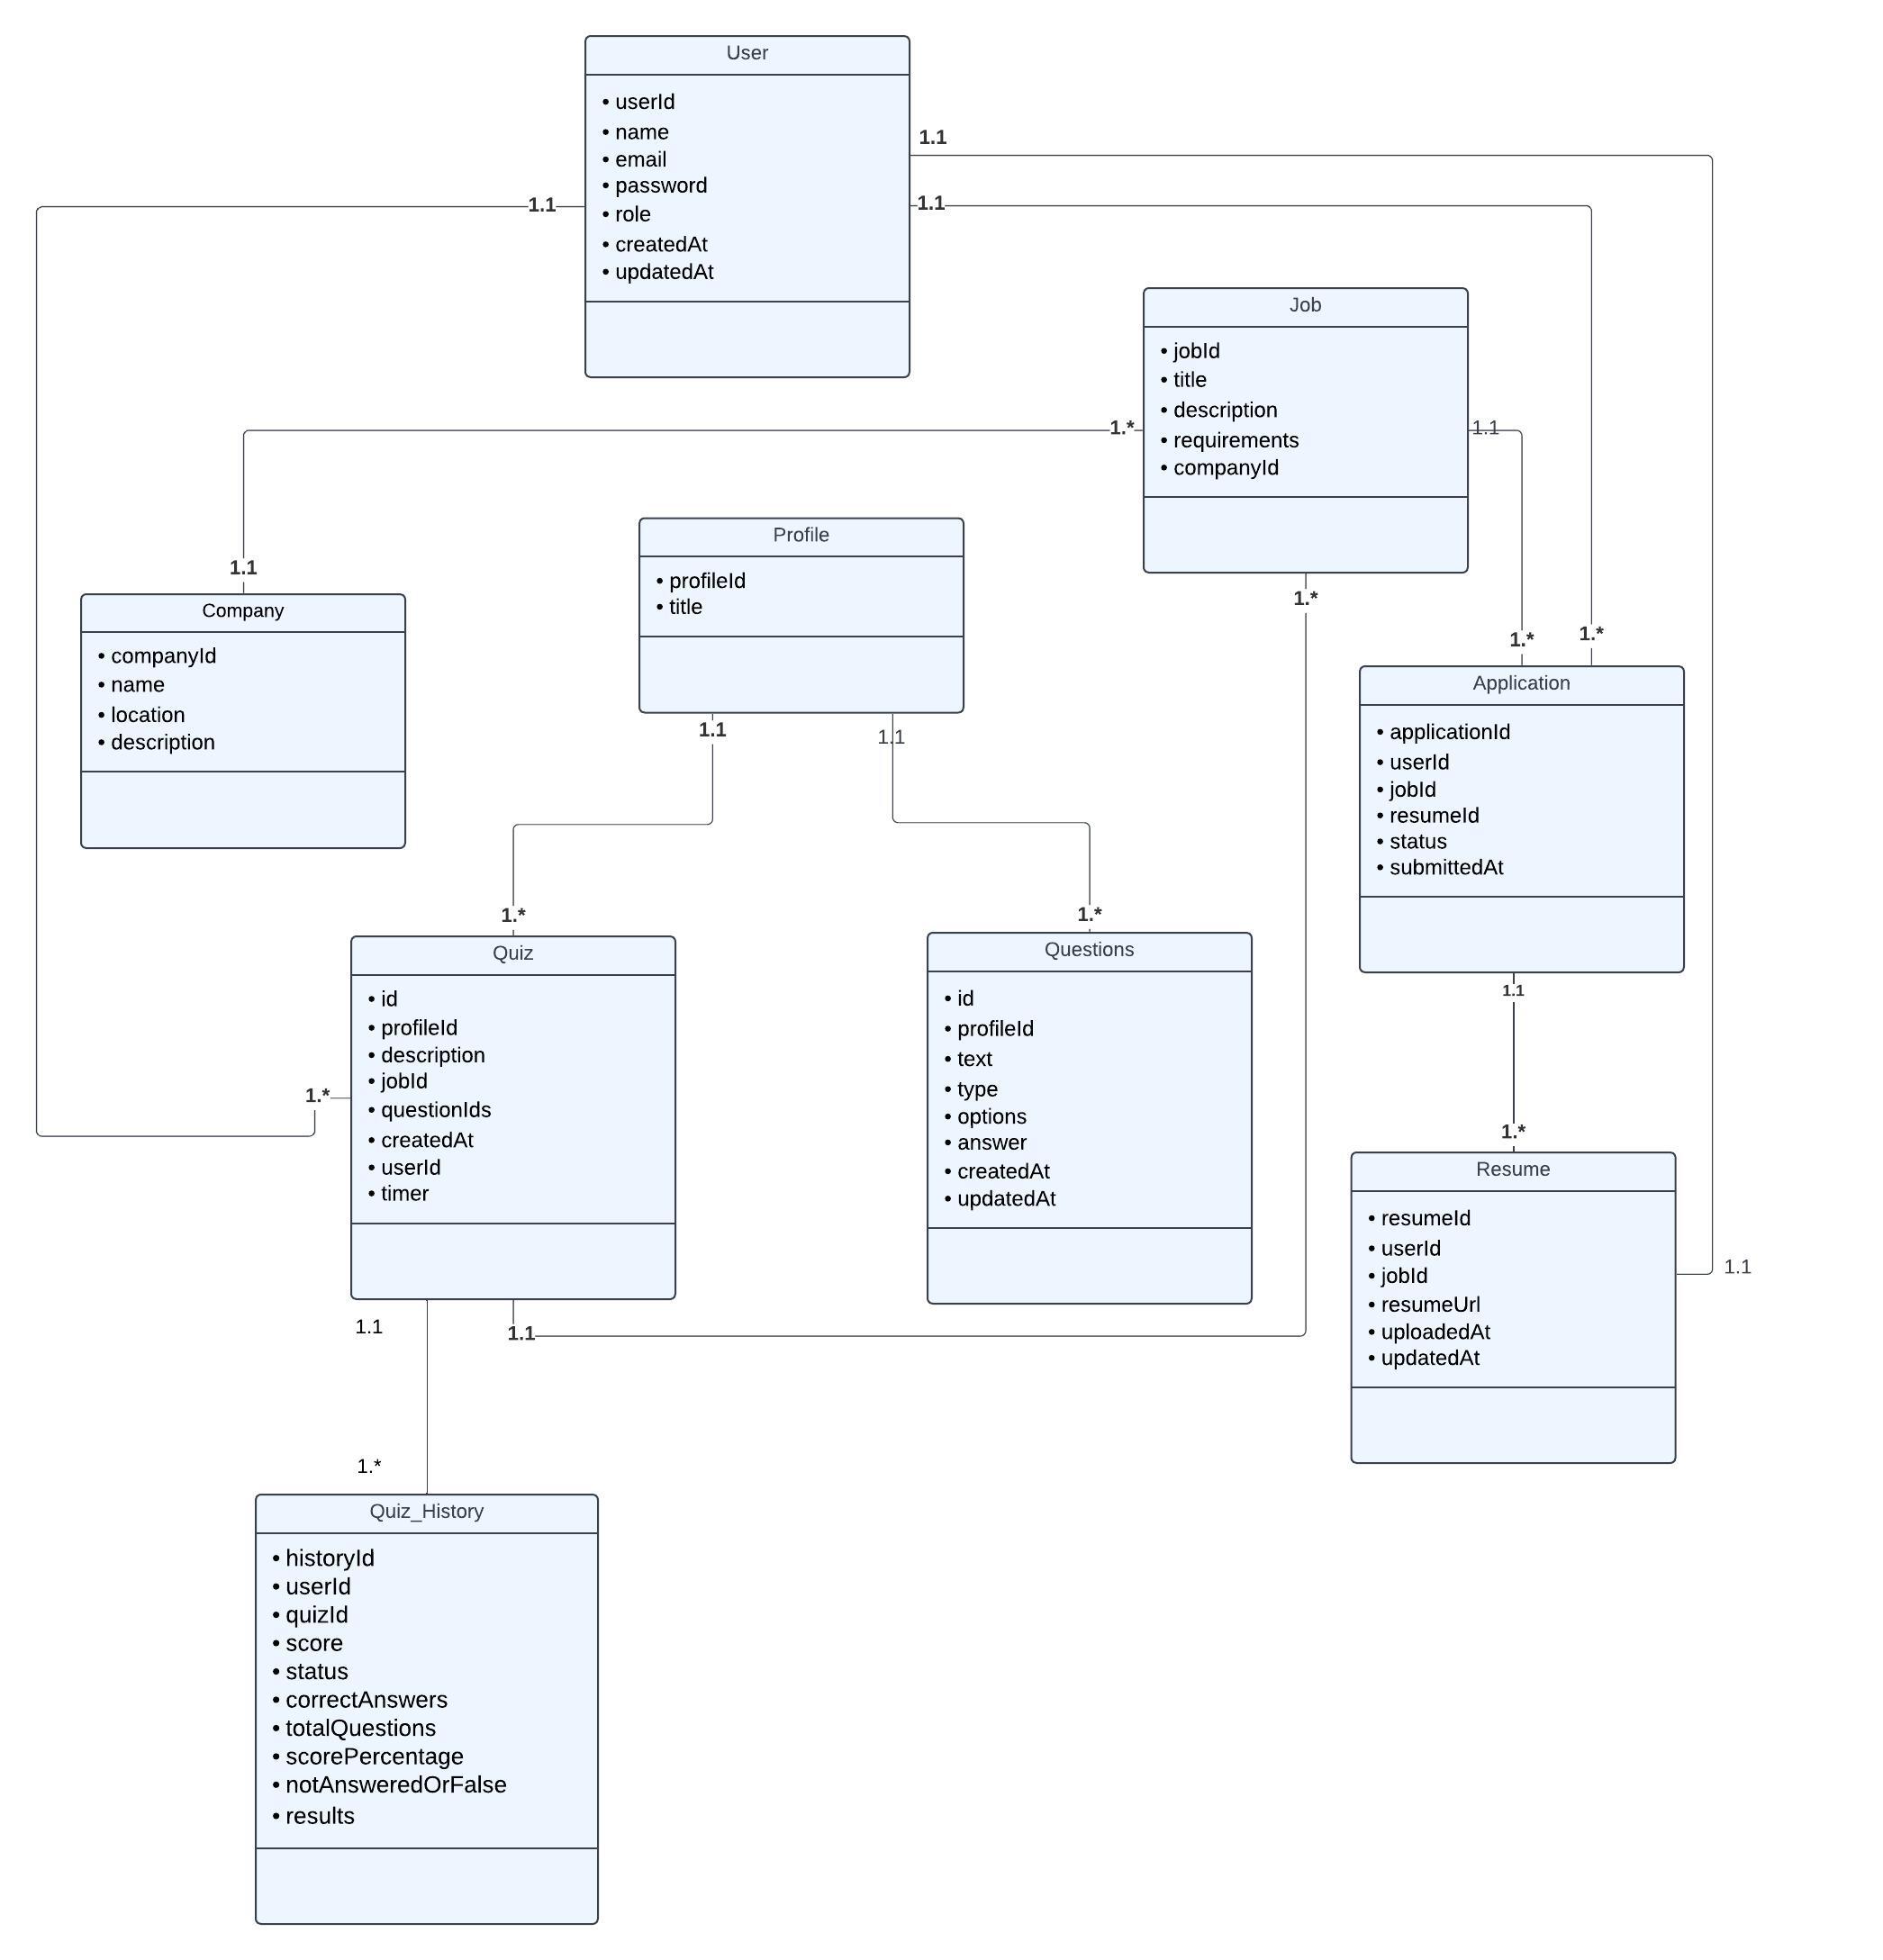 User
• userId
• name
• email
• password
• role
• createdAt
• updatedAt
1.1
1.1
1.1
Job
• jobId
• title
• description
• requirements
• companyId
1.*
1.1
1.*
1.1
Company
• companyId
• name
• location
• description
Profile
• profileId
• title
1.1
1.1
1.*
1.*
Application
• applicationId
• userId
• jobId
• resumeId
• status
• submittedAt
1.*
Quiz
• id
• profileId
• description
• jobId
• questionIds
• createdAt
• userId
• timer
1.*
1.*
Questions
• id
• profileId
• text
• type
• options
• answer
• createdAt
• updatedAt
1.1
1.*
Resume
• resumeId
• userId
• jobId
• resumeUrl
• uploadedAt
• updatedAt
1.1
1.1
1.1
1.*
Quiz_History
• historyId
• userId
• quizId
• score
• status
• correctAnswers
• totalQuestions
• scorePercentage
• notAnsweredOrFalse
• results